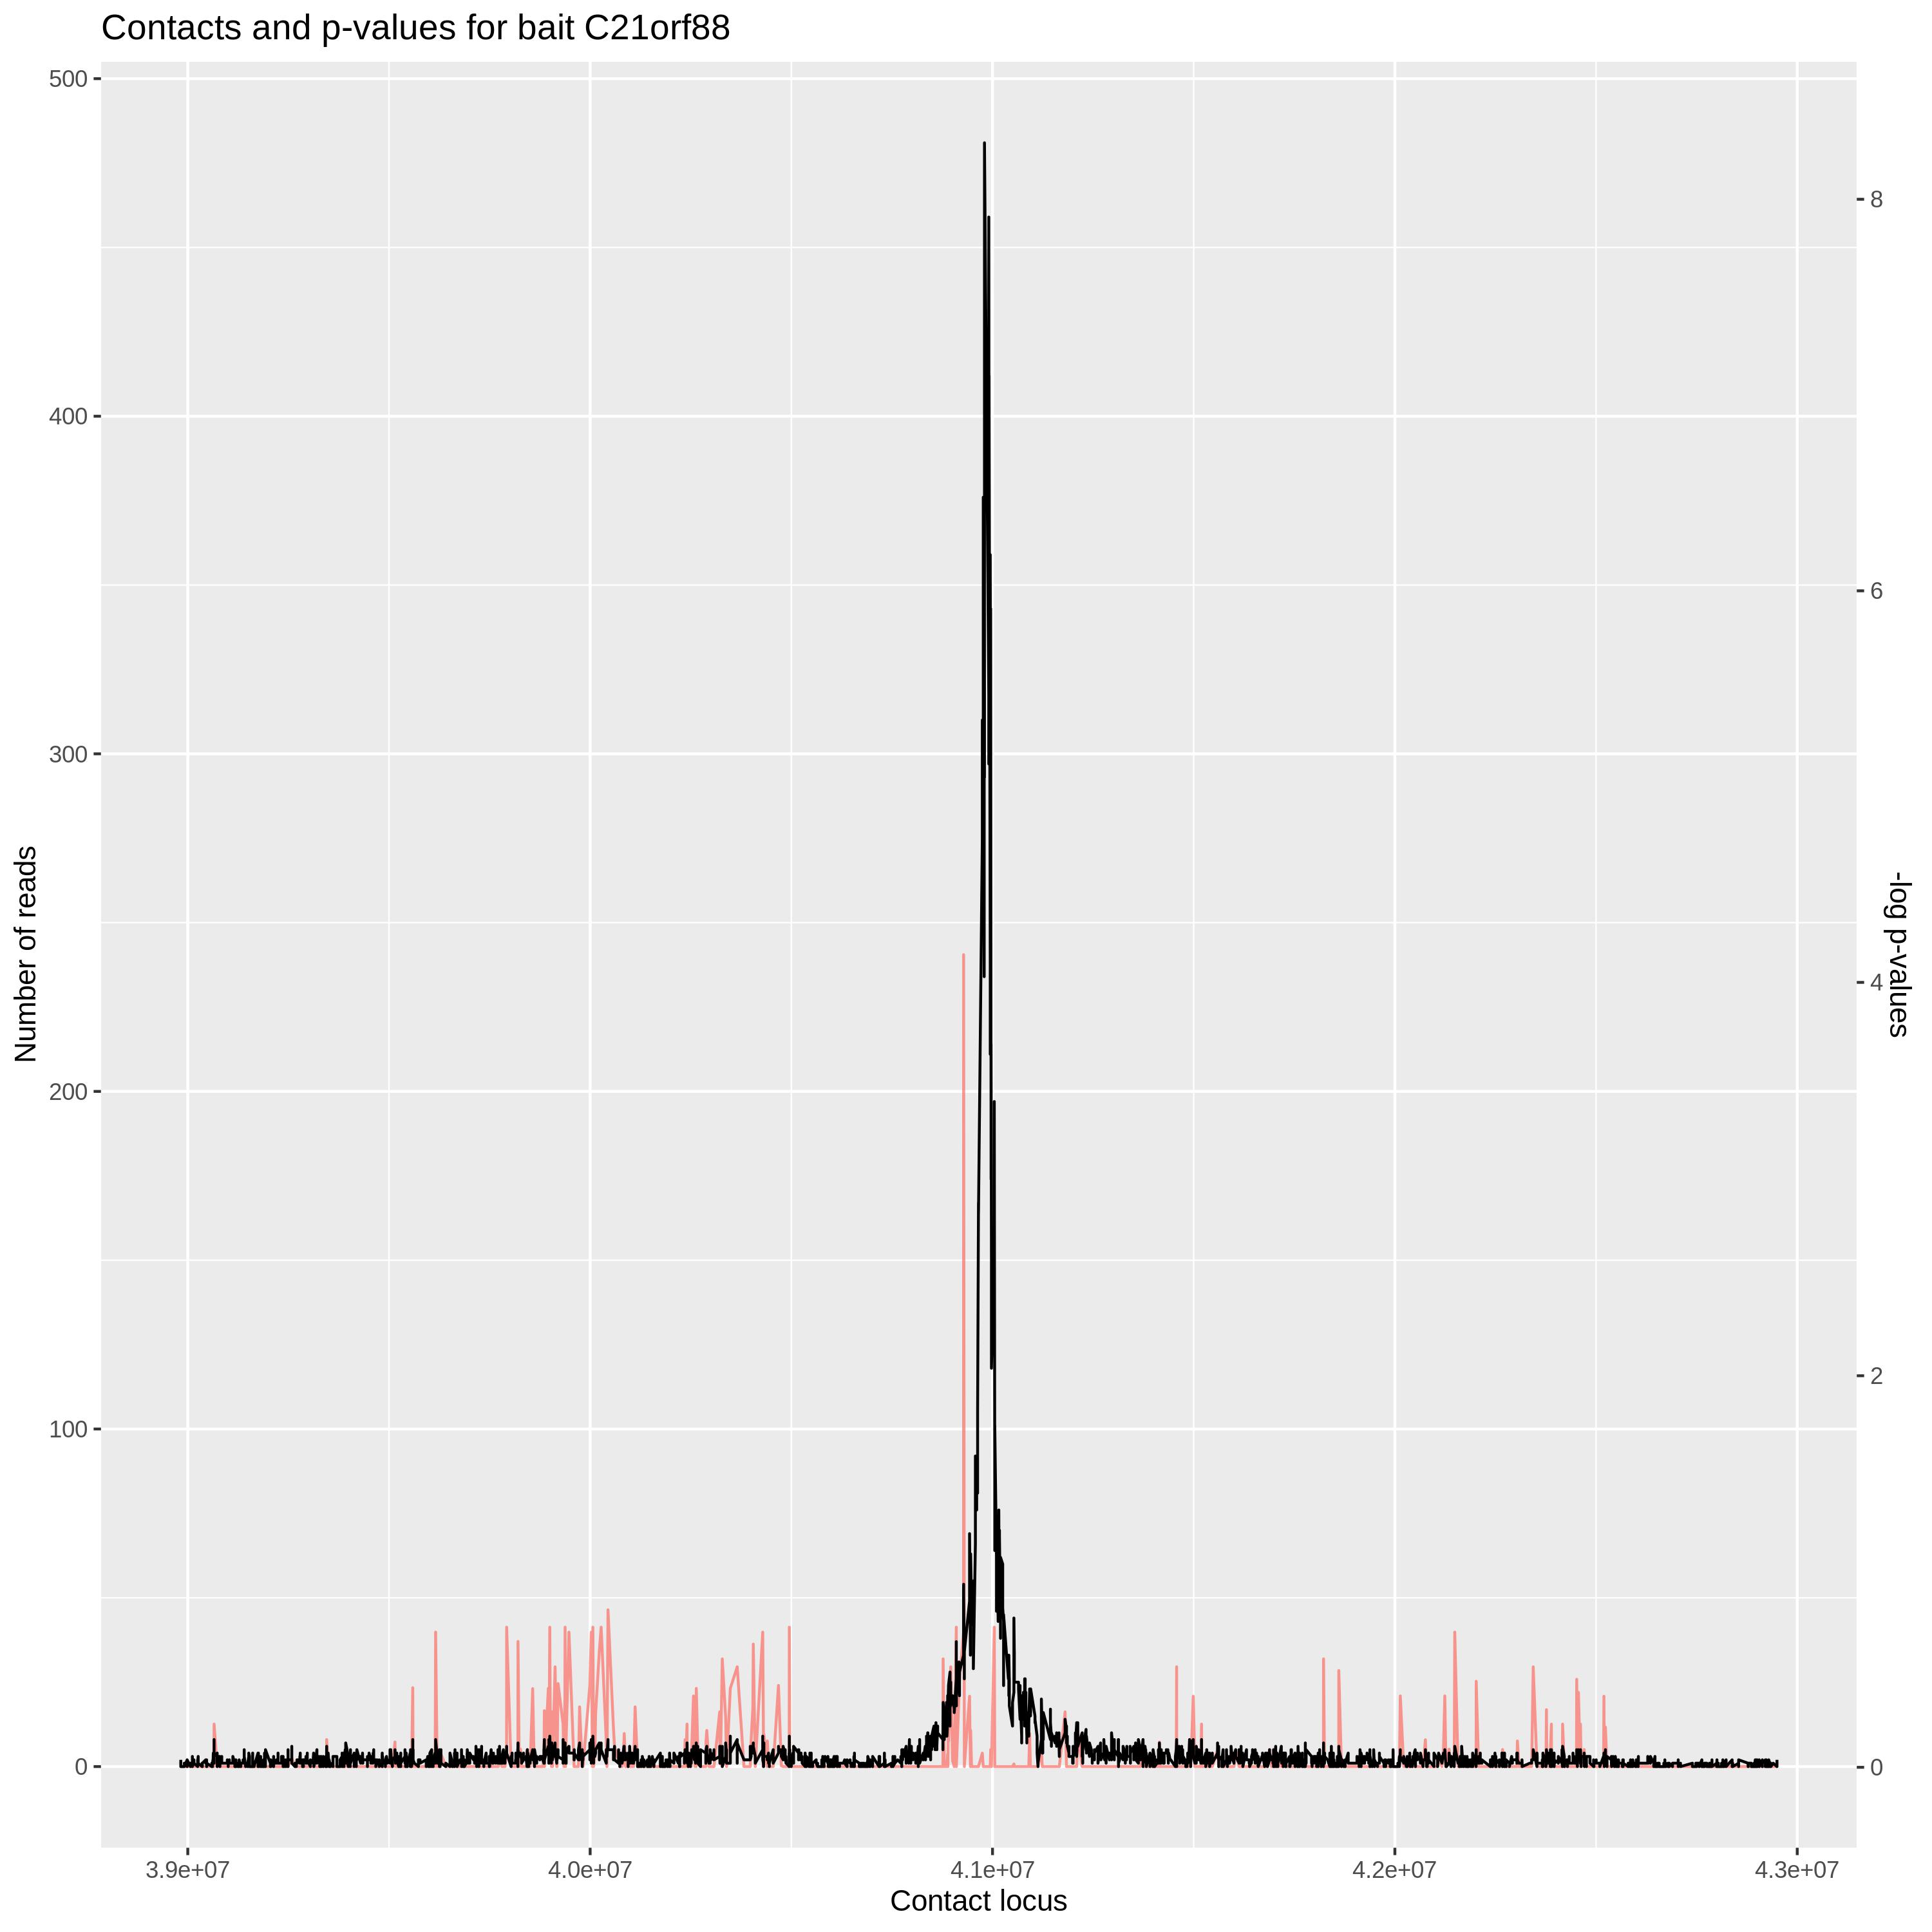 Contacts and p-values for bait C21orf88
500
400
300
200
100
0
Number of reads
8
6
4
2
0
-log p-values
3.9e+07
4.0e+07
4.1e+07
4.2e+07
4.3e+07
Contact locus